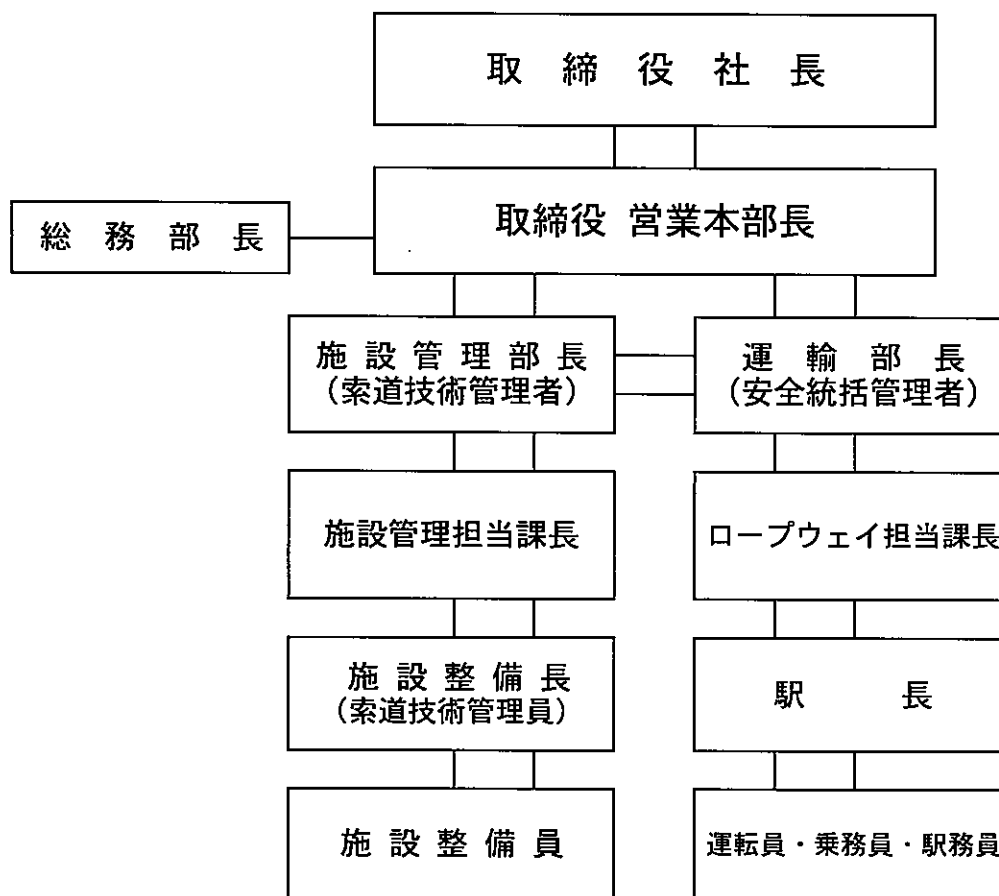 取締役社長
取締役 営業本部長
総務部長
施設管理部長
(索道技術管理者)
運輸部長
(安全統括管理者)
施設管理担当課長
ロープウェイ担当課長
施設整備長
(索道技術管理員)
駅長
施設整備員
運転員・乗務員・駅務員